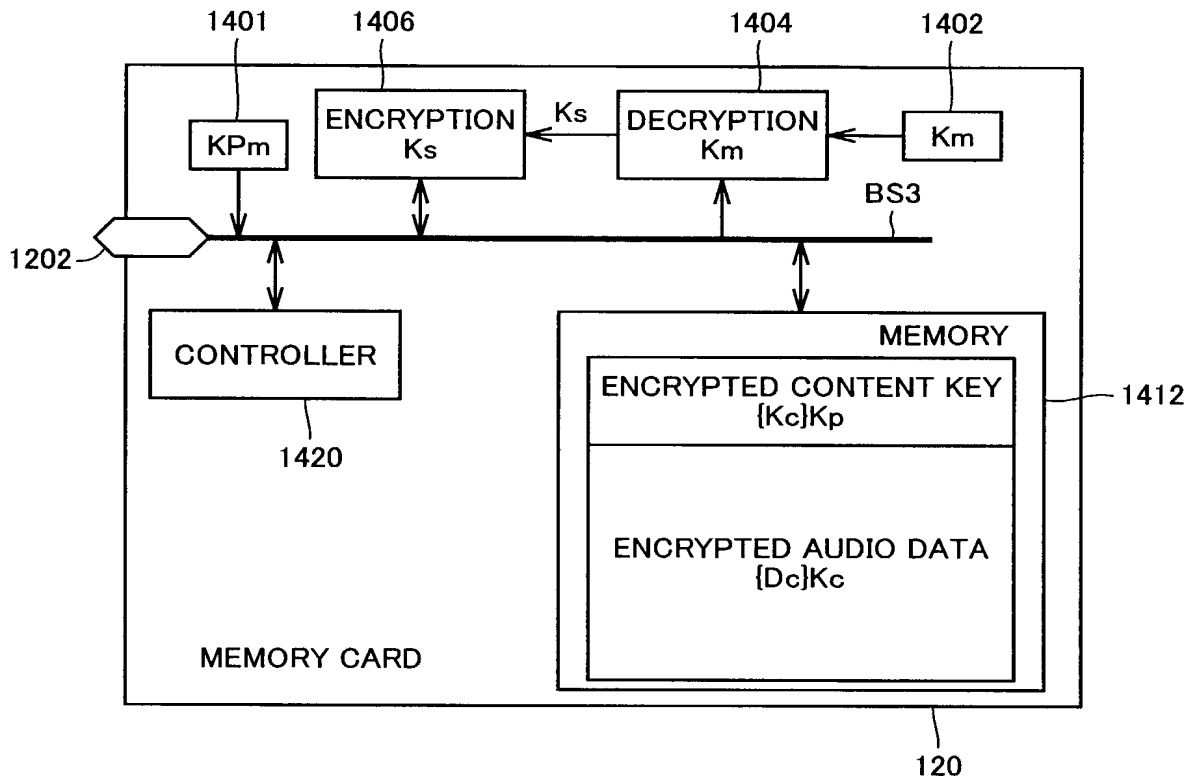 1401
1406
1404
1402
KPm
ENCRYPTION
Ks
Ks
DECRYPTION
Km
Km
BS3
1202
CONTROLLER
1420
MEMORY
ENCRYPTED CONTENT KEY
{Kc}Kp
1412
ENCRYPTED AUDIO DATA
{Dc}Kc
MEMORY CARD
120